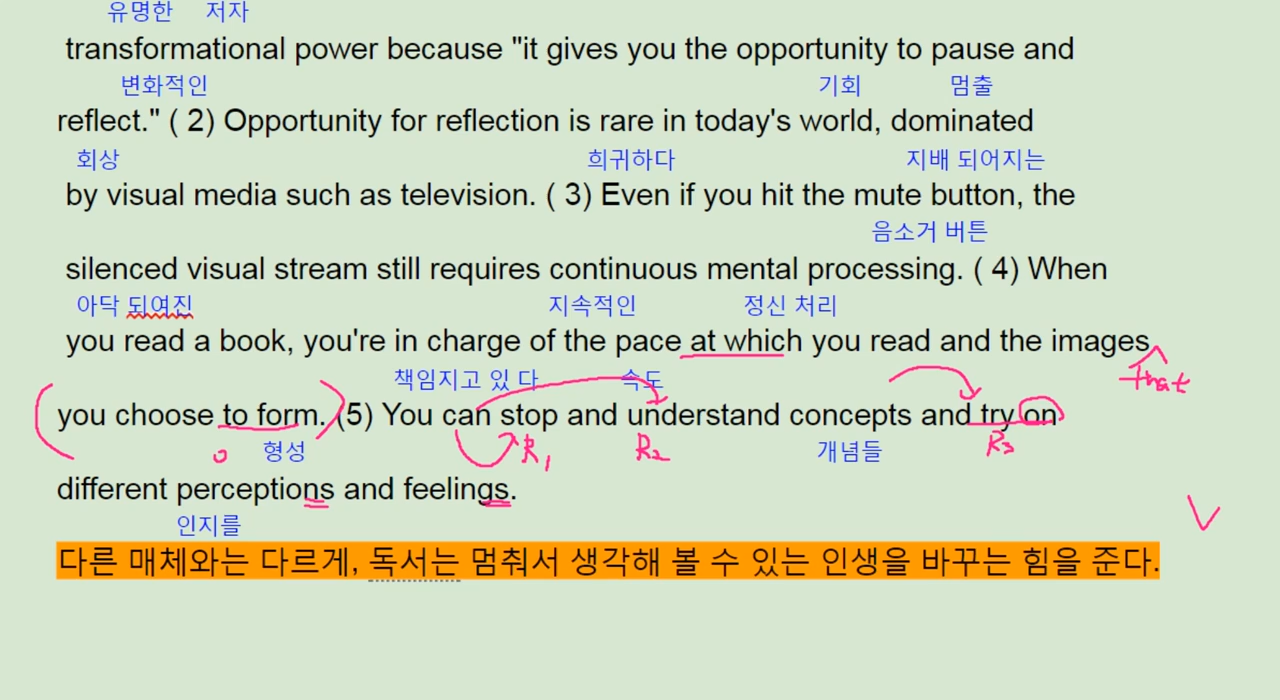 유명한 저자
transformational power because "it gives you the opportunity to pause and
변화적인 기회 멈출
reflect." ( 2) Opportunity for reflection is rare in today's world, dominated
회상 희귀하다 지배 되어지는
by visual media such as television. ( 3) Even if you hit the mute button, the
음소거 버튼
silenced visual stream still requires continuous mental processing. ( 4) When
아닥 되여진 지속적인 정신 처리
you read a book, you're in charge of the pace at which you read and the images
that
책임지고 있 다 속도
you choose to form. (5) You can stop and understand concepts and try on
o 형성 R1 R2 개념들 R3
different perceptions and feelings.
인지를
다른 매체와는 다르게, 독서는 멈춰서 생각해 볼 수 있는 인생을 바꾸는 힘을 준다.